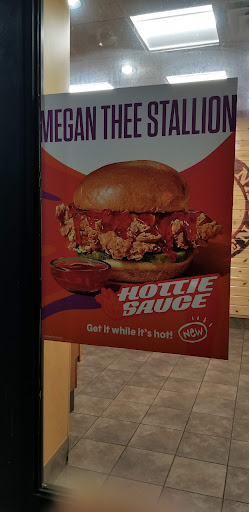 MEGAN THEE STALLION
HOTTIE
SAUCE
Get it while it's hot!
NEW